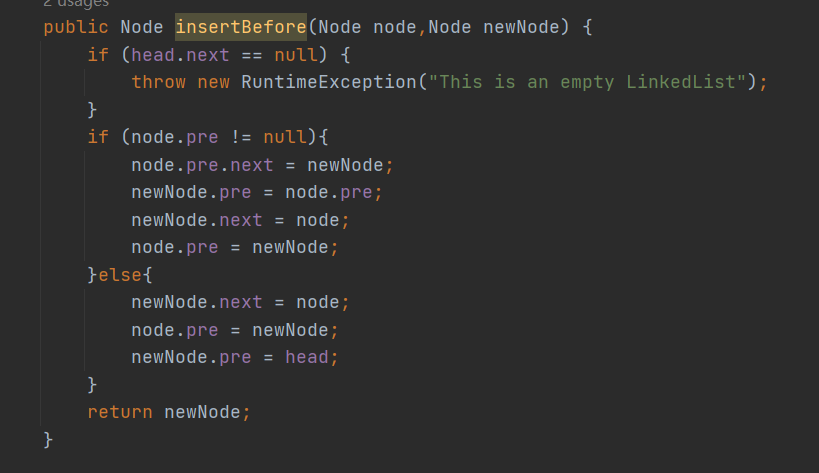 2 usages
public Node insertBefore(Node node,Node newNode) {
if (head.next == null) {
throw new RuntimeException("This is an empty LinkedList");
}
if (node.pre != null){
node.pre.next = newNode;
newNode.pre = node.pre;
newNode.next = node;
node.pre = newNode;
}else{
newNode.next = node;
node.pre = newNode;
newNode.pre = head;
}
return newNode;
}